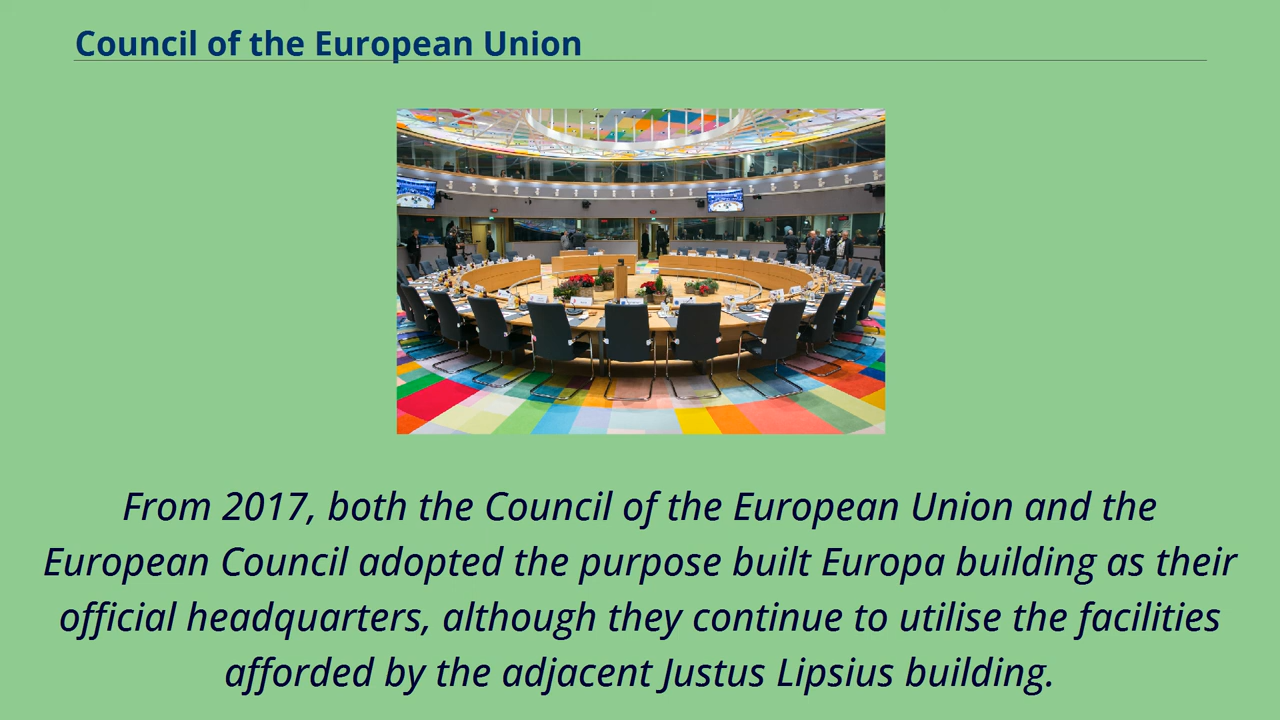 Council of the European Union
From 2017, both the Council of the European Union and the
European Council adopted the purpose built Europa building as their
official headquarters, although they continue to utilise the facilities
afforded by the adjacent Justus Lipsius building.